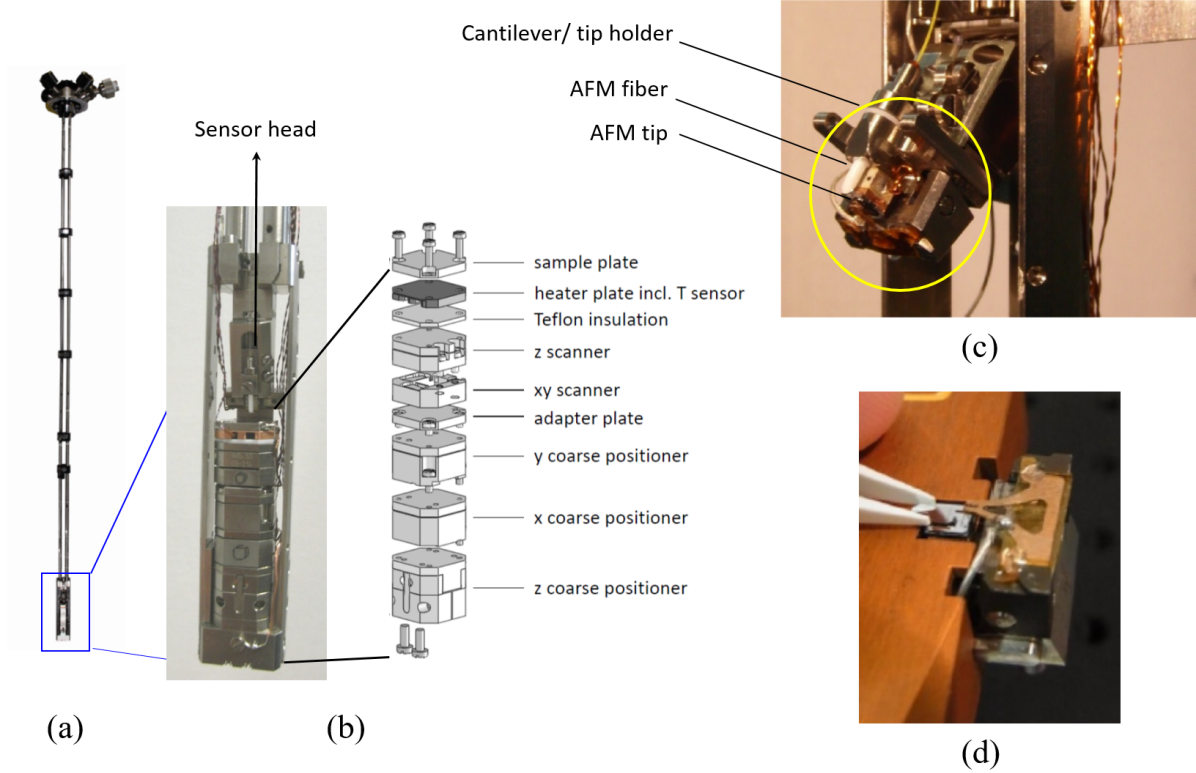 Cantilever/ tip holder
AFM fiber
AFM tip
Sensor head
sample plate
heater plate incl. T sensor
Teflon insulation
z scanner
xy scanner
adapter plate
y coarse positioner
x coarse positioner
z coarse positioner
(a)
(b)
(c)
(d)